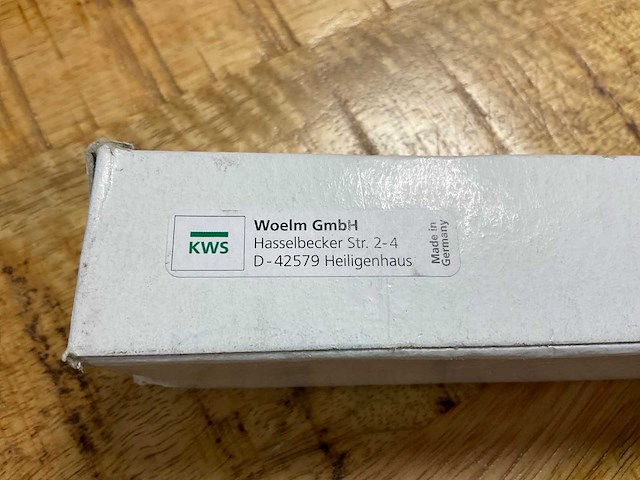 KWS
Woelm GmbH
Hasselbecker Str. 2-4
D-42579 Heiligenhaus
Made in
Germany